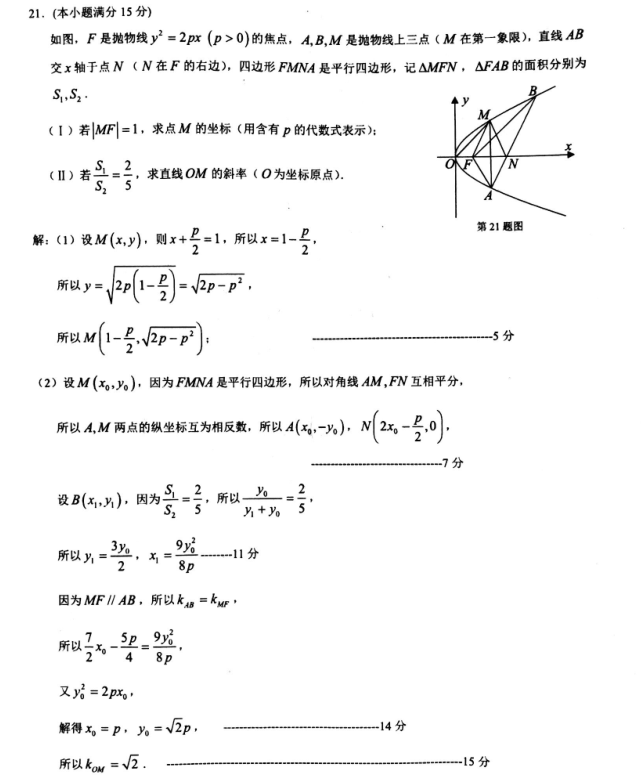 21. (本小题满分 15 分)
如图，F 是抛物线 y² = 2px (p > 0) 的焦点，A,B,M 是抛物线上三点（M 在第一象限），直线 AB
交 x 轴于点 N （N 在 F 的右边），四边形 FMNA 是平行四边形，记 ΔMFN，ΔFAB 的面积分别为
S₁,S₂．
（Ⅰ）若|MF|=1，求点 M 的坐标（用含有 p 的代数式表示）；
（Ⅱ）若 S₁/S₂ = 2/5，求直线 OM 的斜率（O 为坐标原点）．
y
B
M
x
O
F
N
A
第 21 题图
解：（1）设 M(x,y)，则 x + p/2 = 1，所以 x = 1 - p/2，
所以 y = √(2p(1 - p/2)) = √(2p - p²)，
所以 M(1 - p/2, √(2p - p²))； ----------5 分
（2）设 M(x₀,y₀)，因为 FMNA 是平行四边形，所以对角线 AM,FN 互相平分，
所以 A,M 两点的纵坐标互为相反数，所以 A(x₀,-y₀)，N(2x₀ - p/2, 0)，
----------7 分
设 B(x₁,y₁)，因为 S₁/S₂ = 2/5，所以 y₀/(y₁ + y₀) = 2/5，
所以 y₁ = 3y₀/2，x₁ = 9y₀²/8p --------11 分
因为 MF // AB，所以 k_AB = k_MF，
所以 7/2 x₀ - 5p/4 = 9y₀²/8p，
又 y₀² = 2px₀，
解得 x₀ = p，y₀ = √2p， ----------14 分
所以 k_OM = √2． ----------15 分